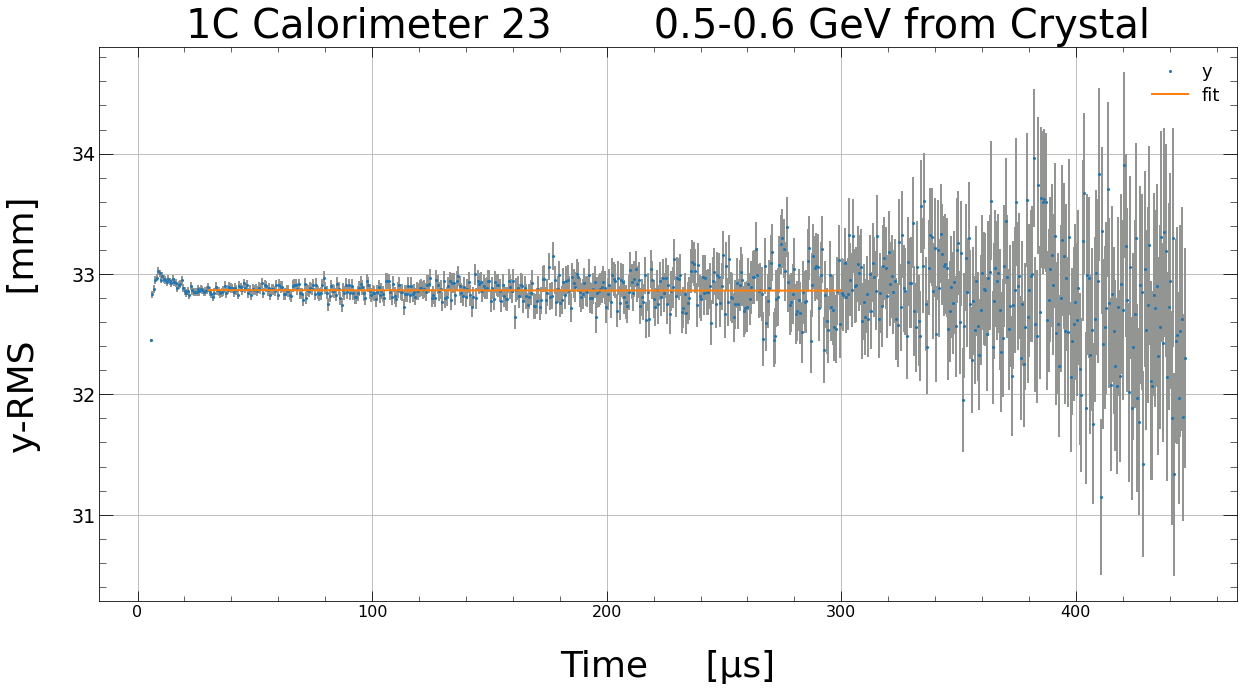 1C Calorimeter 23 0.5-0.6 GeV from Crystal
y
fit
34
33
32
31
y-RMS [mm]
0 100 200 300 400
Time [μs]